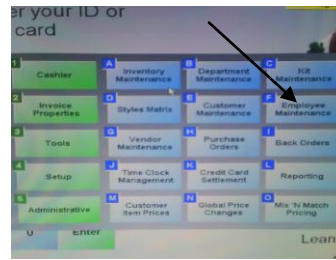 er your ID or
card
1 Cashier
A Inventory
Maintenance
B Department
Maintenance
C Kit
Maintenance
2 Invoice
Properties
D Styles Matrix
E Customer
Maintenance
F Employee
Maintenance
3 Tools
G Vendor
Maintenance
H Purchase
Orders
I Back Orders
4 Setup
J Time Clock
Management
K Credit Card
Settlement
L Reporting
5 Administrative
M Customer
Item Prices
N Global Price
Changes
O Mix 'N Match
Pricing
0 Enter
Lean